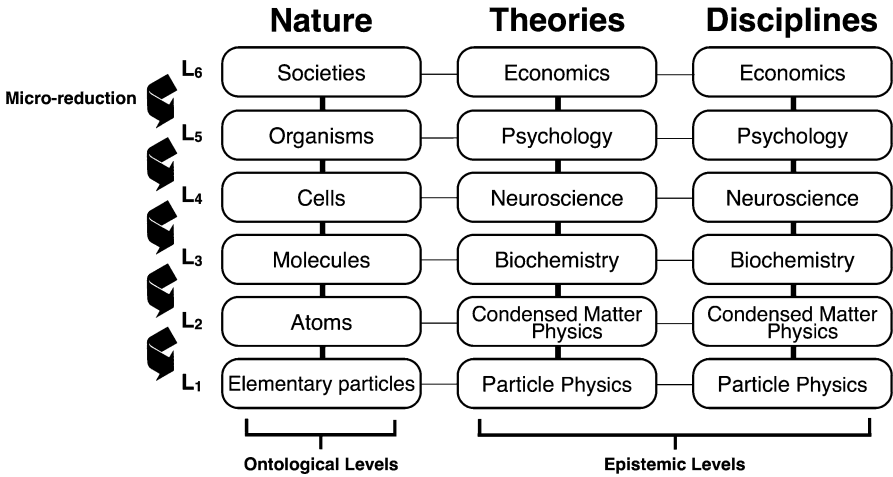 Nature Theories Disciplines
L6 Societies Economics Economics
Micro-reduction
L5 Organisms Psychology Psychology
L4 Cells Neuroscience Neuroscience
L3 Molecules Biochemistry Biochemistry
L2 Atoms Condensed Matter Physics Condensed Matter Physics
L1 Elementary particles Particle Physics Particle Physics
Ontological Levels Epistemic Levels